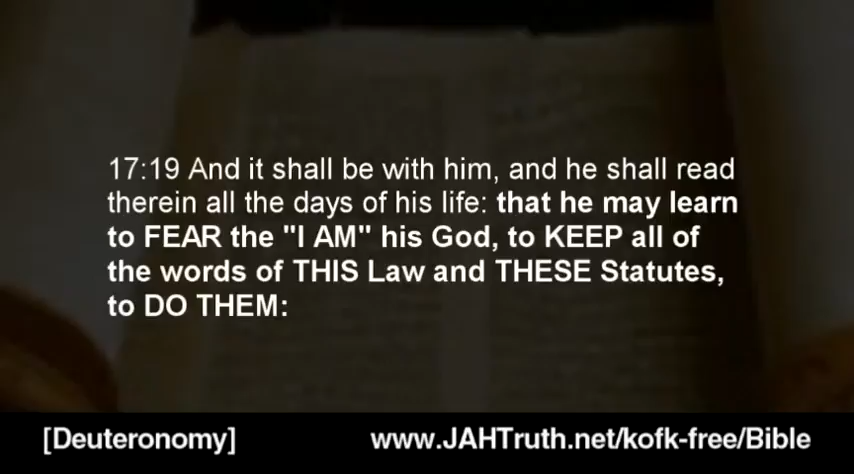 17:19 And it shall be with him, and he shall read
therein all the days of his life: that he may learn
to FEAR the "I AM" his God, to KEEP all of
the words of THIS Law and THESE Statutes,
to DO THEM:
[Deuteronomy] www.JAHTruth.net/kofk-free/Bible